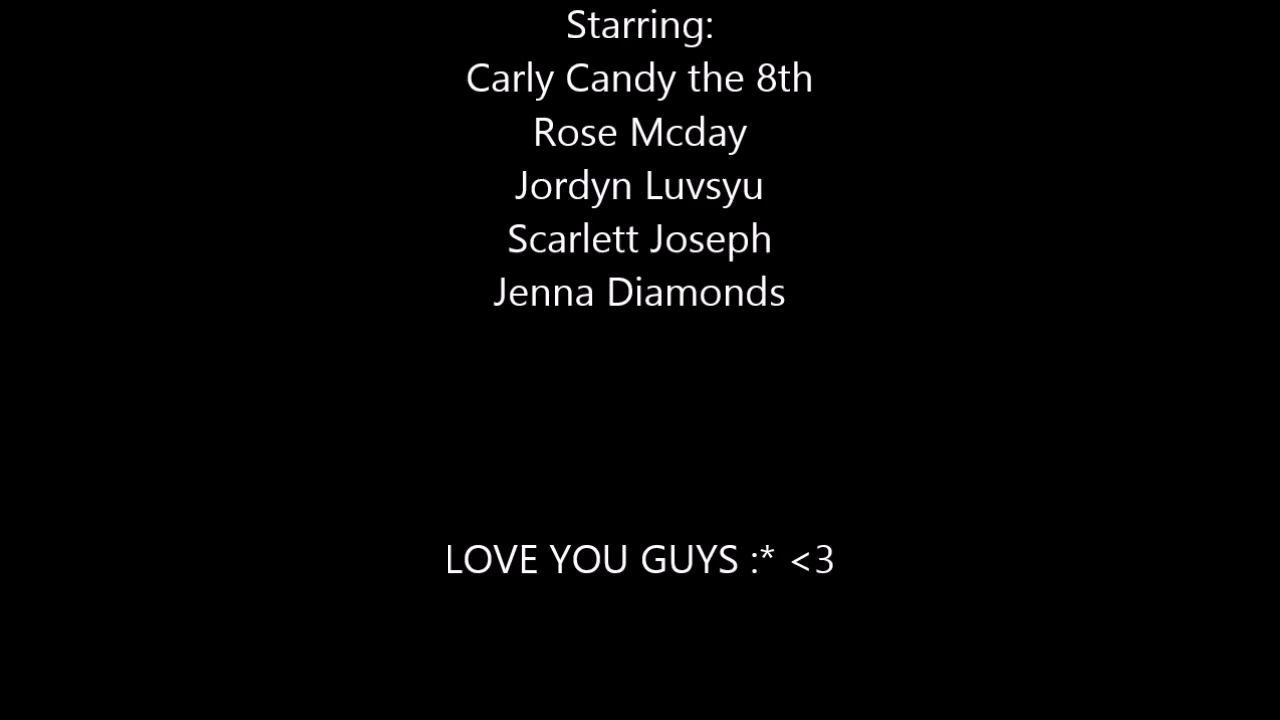 Starring:
Carly Candy the 8th
Rose Mcday
Jordyn Luvsyu
Scarlett Joseph
Jenna Diamonds
LOVE YOU GUYS :* <3